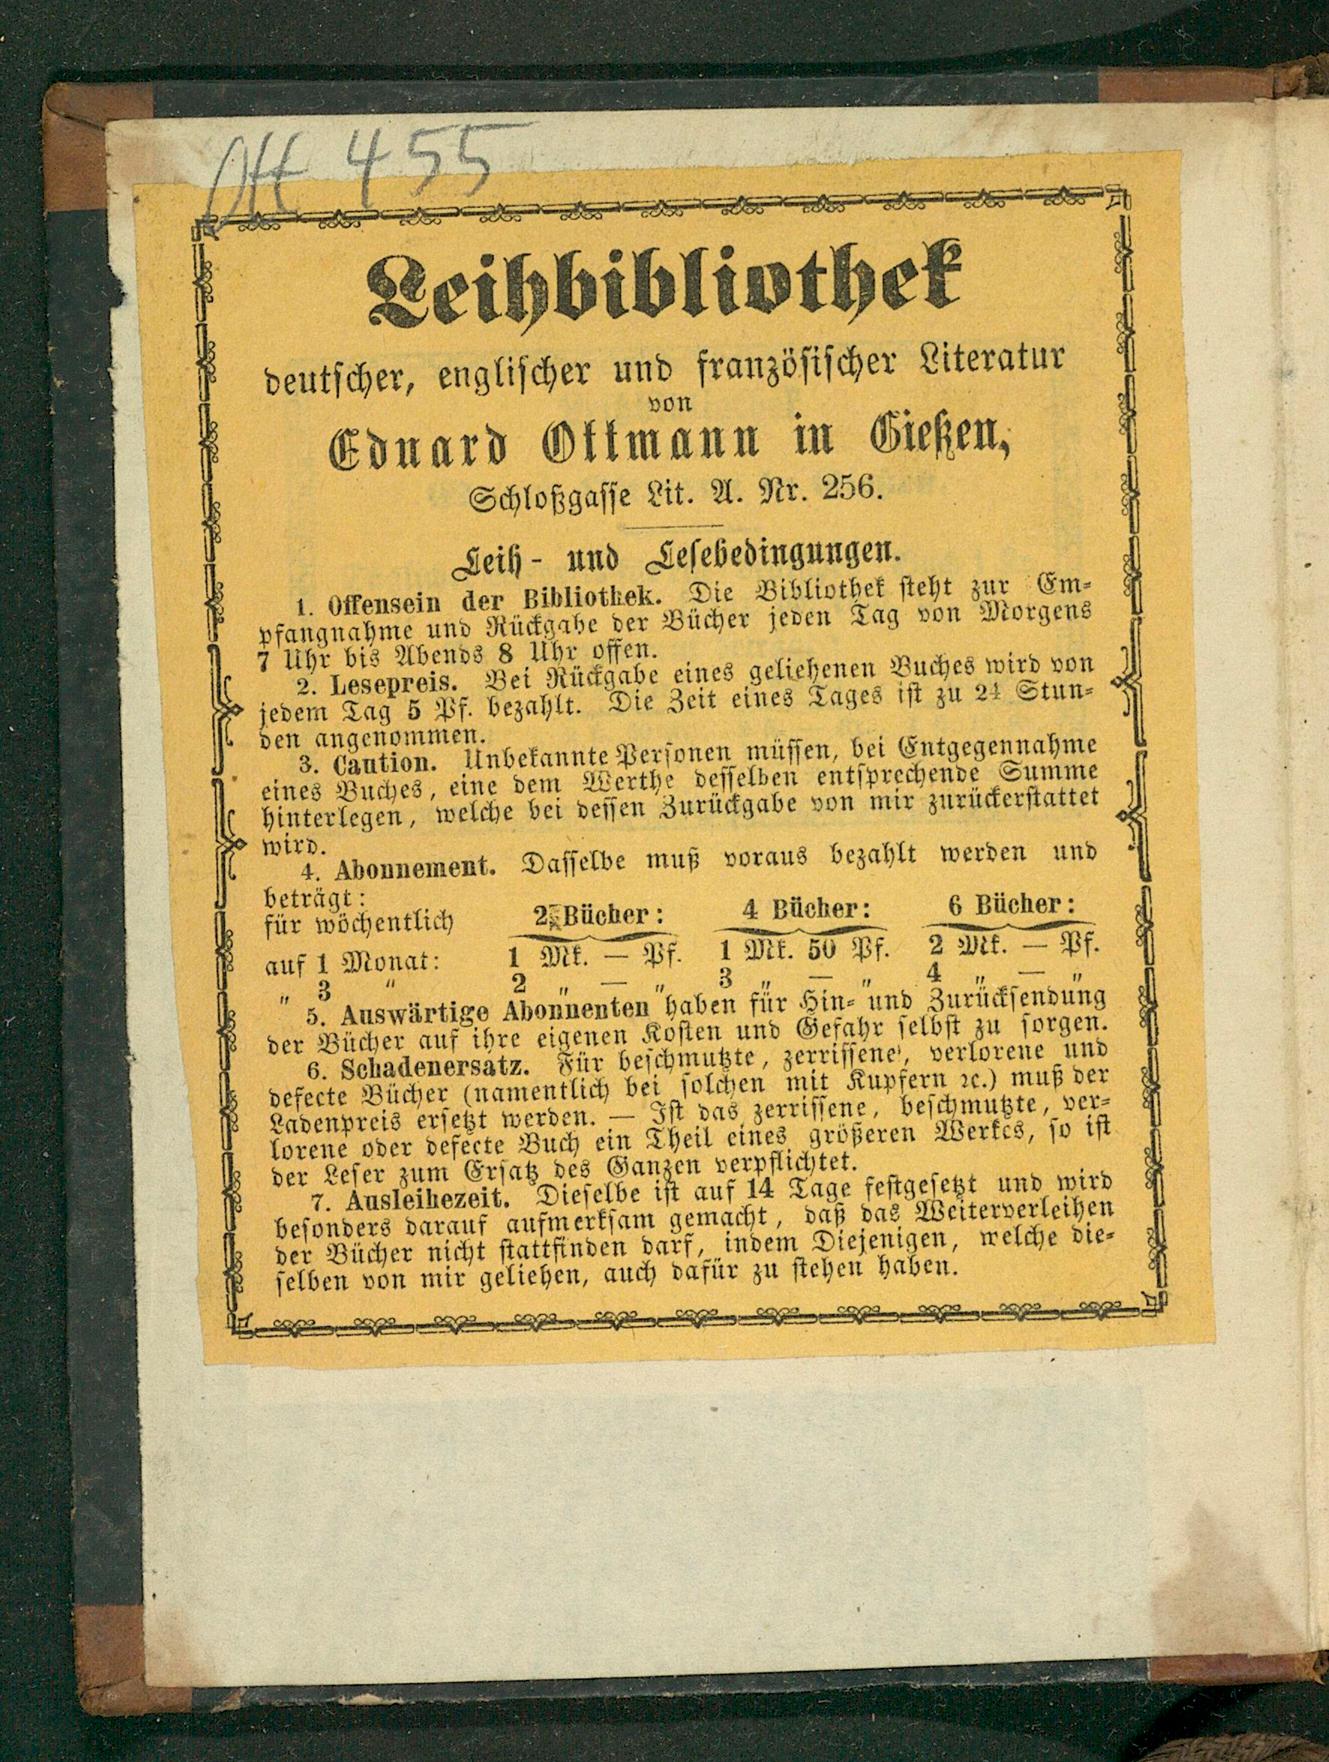 Ott 455
Leihbibliothek
deutscher, englischer und französischer Literatur
von
Eduard Ottmann in Gießen,
Schloßgasse Lit. A. Nr. 256.
Leih- und Lesebedingungen.
1. Offensein der Bibliothek. Die Bibliothek steht zur Em-
pfangnahme und Rückgabe der Bücher jeden Tag von Morgens
7 Uhr bis Abends 8 Uhr offen.
2. Lesepreis. Bei Rückgabe eines geliehenen Buches wird von
jedem Tag 5 Pf. bezahlt. Die Zeit eines Tages ist zu 24 Stun-
den angenommen.
3. Caution. Unbekannte Personen müssen, bei Entgegennahme
eines Buches, eine dem Werthe desselben entsprechende Summe
hinterlegen, welche bei dessen Zurückgabe von mir zurückerstattet
wird.
4. Abonnement. Dasselbe muß voraus bezahlt werden und
beträgt:
für wöchentlich 2 Bücher: 4 Bücher: 6 Bücher:
auf 1 Monat: 1 Mk. — Pf. 1 Mk. 50 Pf. 2 Mk. — Pf.
" 3 " 2 " — " 3 " — " 4 " — "
5. Auswärtige Abonnenten haben für Hin- und Zurücksendung
der Bücher auf ihre eigenen Kosten und Gefahr selbst zu sorgen.
6. Schadenersatz. Für beschmutzte, zerrissene, verlorene und
defecte Bücher (namentlich bei solchen mit Kupfern ꝛc.) muß der
Ladenpreis ersetzt werden. — Ist das zerrissene, beschmutzte, ver-
lorene oder defecte Buch ein Theil eines größeren Werkes, so ist
der Leser zum Ersatz des Ganzen verpflichtet.
7. Ausleihezeit. Dieselbe ist auf 14 Tage festgesetzt und wird
besonders darauf aufmerksam gemacht, daß das Weiterverleihen
der Bücher nicht stattfinden darf, indem Diejenigen, welche die-
selben von mir geliehen, auch dafür zu stehen haben.